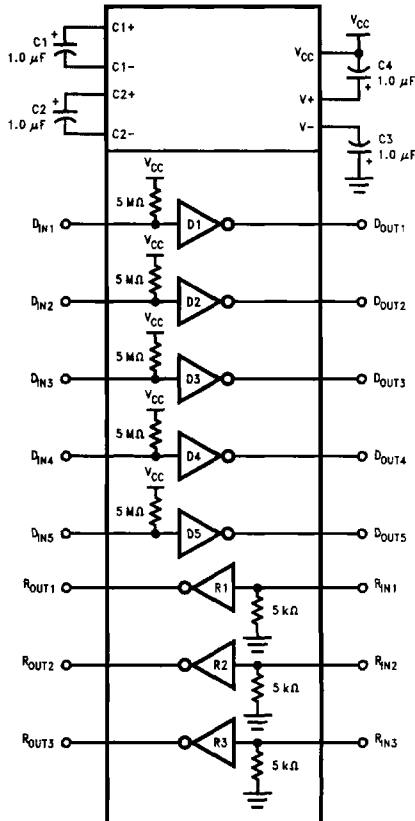 C1+
VCC
C1
1.0 µF
VCC
C4
1.0 µF
C1-
C2+
V+
C2
1.0 µF
V-
C3
1.0 µF
C2-
VCC
5 MΩ
DIN1
D1
DOUT1
VCC
5 MΩ
DIN2
D2
DOUT2
VCC
5 MΩ
DIN3
D3
DOUT3
VCC
5 MΩ
DIN4
D4
DOUT4
VCC
5 MΩ
DIN5
D5
DOUT5
ROUT1
R1
RIN1
5 kΩ
ROUT2
R2
RIN2
5 kΩ
ROUT3
R3
RIN3
5 kΩ